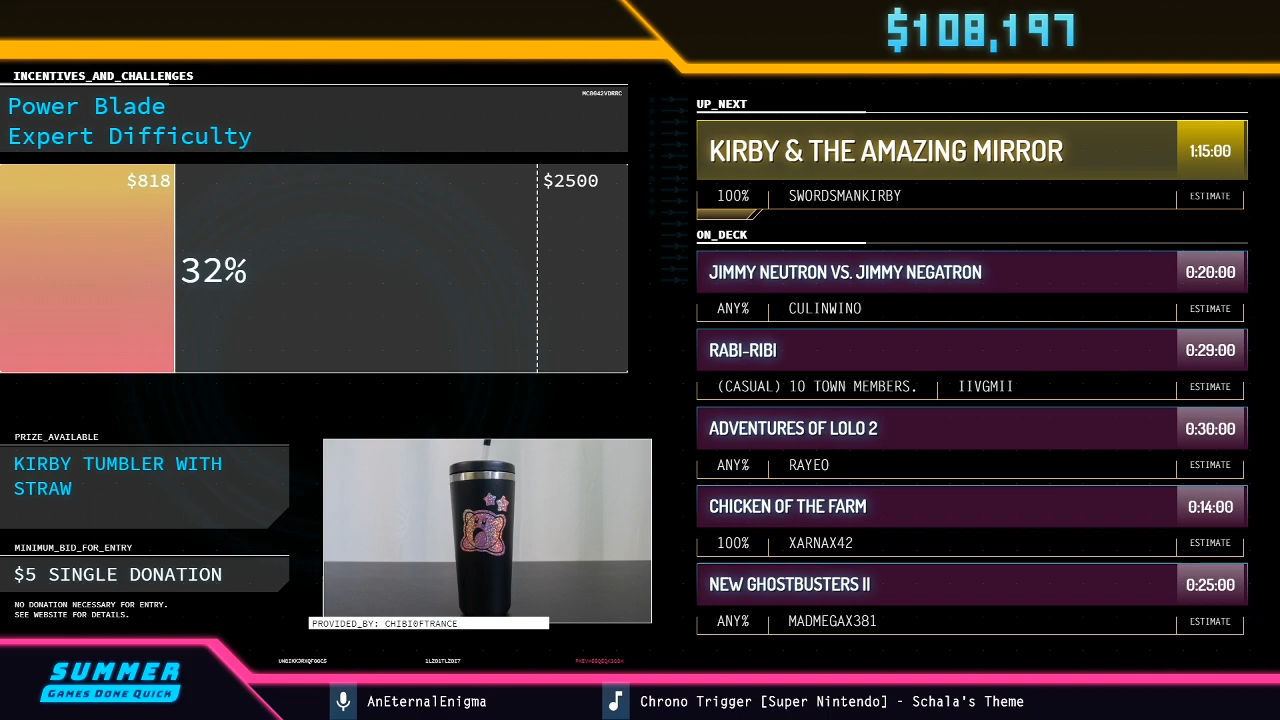 $108,197
INCENTIVES_AND_CHALLENGES
Power Blade
Expert Difficulty
$818
$2500
32%
PRIZE_AVAILABLE
KIRBY TUMBLER WITH
STRAW
MINIMUM_BID_FOR_ENTRY
$5 SINGLE DONATION
NO DONATION NECESSARY FOR ENTRY.
SEE WEBSITE FOR DETAILS.
PROVIDED_BY: CHIBI0FTRANCE
UP_NEXT
KIRBY & THE AMAZING MIRROR
1:15:00
100% SWORDSMANKIRBY ESTIMATE
ON_DECK
JIMMY NEUTRON VS. JIMMY NEGATRON 0:20:00
ANY% CULINWINO ESTIMATE
RABI-RIBI 0:29:00
(CASUAL) 10 TOWN MEMBERS. IIVGMII ESTIMATE
ADVENTURES OF LOLO 2 0:30:00
ANY% RAYEO ESTIMATE
CHICKEN OF THE FARM 0:14:00
100% XARNAX42 ESTIMATE
NEW GHOSTBUSTERS II 0:25:00
ANY% MADMEGAX381 ESTIMATE
SUMMER
GAMES DONE QUICK
AnEternalEnigma
Chrono Trigger [Super Nintendo] - Schala's Theme